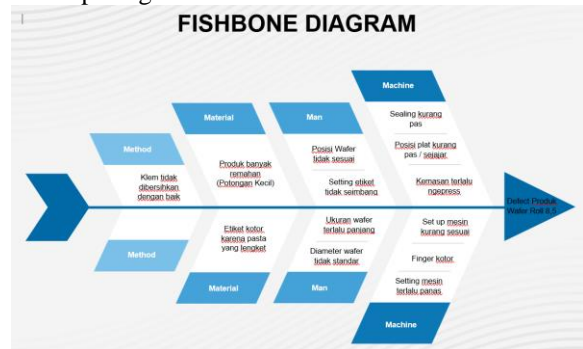 FISHBONE DIAGRAM
Machine
Material
Man
Sealing kurang
pas
Method
Posisi Wafer
tidak sesuai
Posisi plat kurang
pas / sejajar
Produk banyak
remahan
(Potongan Kecil)
Klem tidak
dibersihkan
dengan baik
Setting etiket
tidak seimbang
Kemasan terlalu
ngepress
Defect Produk
Wafer Roll 8,5
Etiket kotor
karena pasta
yang lengket
Ukuran wafer
terlalu panjang
Set up mesin
kurang sesuai
Method
Diameter wafer
tidak standar
Finger kotor
Material
Man
Setting mesin
terlalu panas
Machine